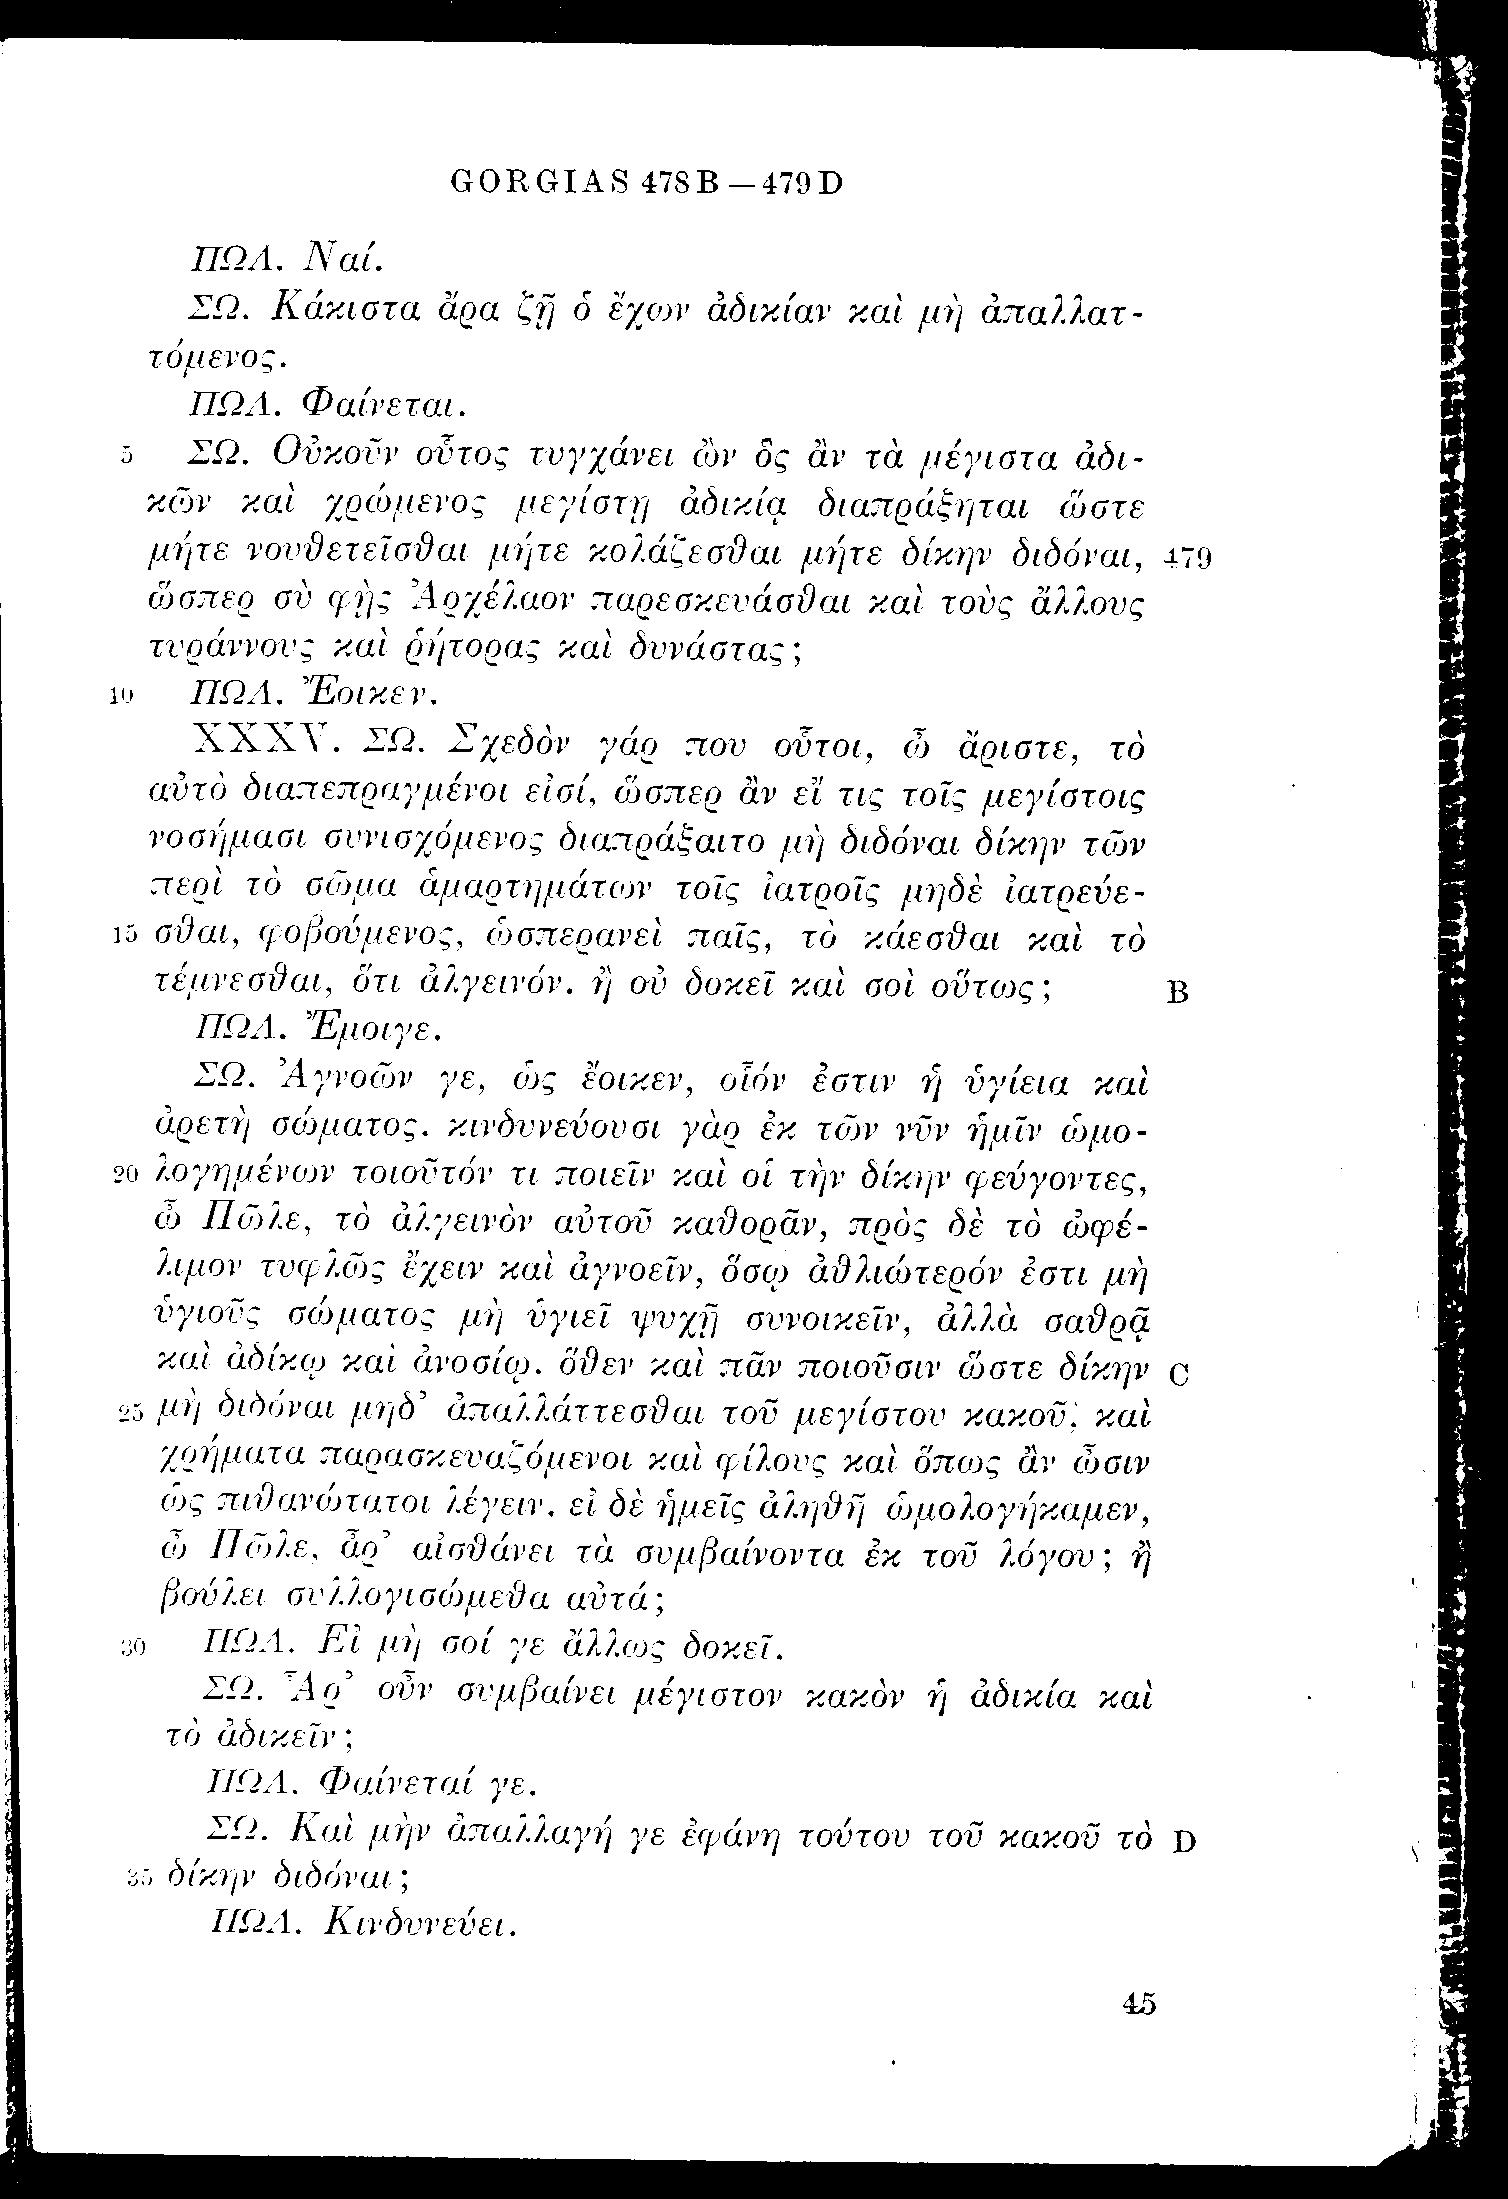 GORGIAS 478B — 479D
ΠΩΛ. Ναί.
ΣΩ. Κάκιστα ἄρα ζῇ ὁ ἔχων ἀδικίαν καὶ μὴ ἀπαλλατ-
τόμενος.
ΠΩΛ. Φαίνεται.
5 ΣΩ. Οὐκοῦν οὗτος τυγχάνει ὢν ὃς ἂν τὰ μέγιστα ἀδι-
κῶν καὶ χρώμενος μεγίστῃ ἀδικίᾳ διαπράξηται ὥστε
μήτε νουθετεῖσθαι μήτε κολάζεσθαι μήτε δίκην διδόναι, 479
ὥσπερ σὺ φῂς Ἀρχέλαον παρεσκευάσθαι καὶ τοὺς ἄλλους
τυράννους καὶ ῥήτορας καὶ δυνάστας;
10 ΠΩΛ. Ἔοικεν.
XXXV. ΣΩ. Σχεδὸν γάρ που οὗτοι, ὦ ἄριστε, τὸ
αὐτὸ διαπεπραγμένοι εἰσί, ὥσπερ ἂν εἴ τις τοῖς μεγίστοις
νοσήμασι συνισχόμενος διαπράξαιτο μὴ διδόναι δίκην τῶν
περὶ τὸ σῶμα ἁμαρτημάτων τοῖς ἰατροῖς μηδὲ ἰατρεύε-
15 σθαι, φοβούμενος, ὡσπερανεὶ παῖς, τὸ κάεσθαι καὶ τὸ
τέμνεσθαι, ὅτι ἀλγεινόν. ἢ οὐ δοκεῖ καὶ σοὶ οὕτως; B
ΠΩΛ. Ἔμοιγε.
ΣΩ. Ἀγνοῶν γε, ὡς ἔοικεν, οἷόν ἐστιν ἡ ὑγίεια καὶ
ἀρετὴ σώματος. κινδυνεύουσι γὰρ ἐκ τῶν νῦν ἡμῖν ὡμο-
20 λογημένων τοιοῦτόν τι ποιεῖν καὶ οἱ τὴν δίκην φεύγοντες,
ὦ Πῶλε, τὸ ἀλγεινὸν αὐτοῦ καθορᾶν, πρὸς δὲ τὸ ὠφέ-
λιμον τυφλῶς ἔχειν καὶ ἀγνοεῖν, ὅσῳ ἀθλιώτερόν ἐστι μὴ
ὑγιοῦς σώματος μὴ ὑγιεῖ ψυχῇ συνοικεῖν, ἀλλὰ σαθρᾷ
καὶ ἀδίκῳ καὶ ἀνοσίῳ. ὅθεν καὶ πᾶν ποιοῦσιν ὥστε δίκην C
25 μὴ διδόναι μηδ’ ἀπαλλάττεσθαι τοῦ μεγίστου κακοῦ, καὶ
χρήματα παρασκευαζόμενοι καὶ φίλους καὶ ὅπως ἂν ὦσιν
ὡς πιθανώτατοι λέγειν. εἰ δὲ ἡμεῖς ἀληθῆ ὡμολογήκαμεν,
ὦ Πῶλε, ἆρ’ αἰσθάνει τὰ συμβαίνοντα ἐκ τοῦ λόγου; ἢ
βούλει συλλογισώμεθα αὐτά;
30 ΠΩΛ. Εἰ μὴ σοί γε ἄλλως δοκεῖ.
ΣΩ. Ἆρ’ οὖν συμβαίνει μέγιστον κακὸν ἡ ἀδικία καὶ
τὸ ἀδικεῖν;
ΠΩΛ. Φαίνεταί γε.
ΣΩ. Καὶ μὴν ἀπαλλαγή γε ἐφάνη τούτου τοῦ κακοῦ τὸ D
35 δίκην διδόναι;
ΠΩΛ. Κινδυνεύει.
45